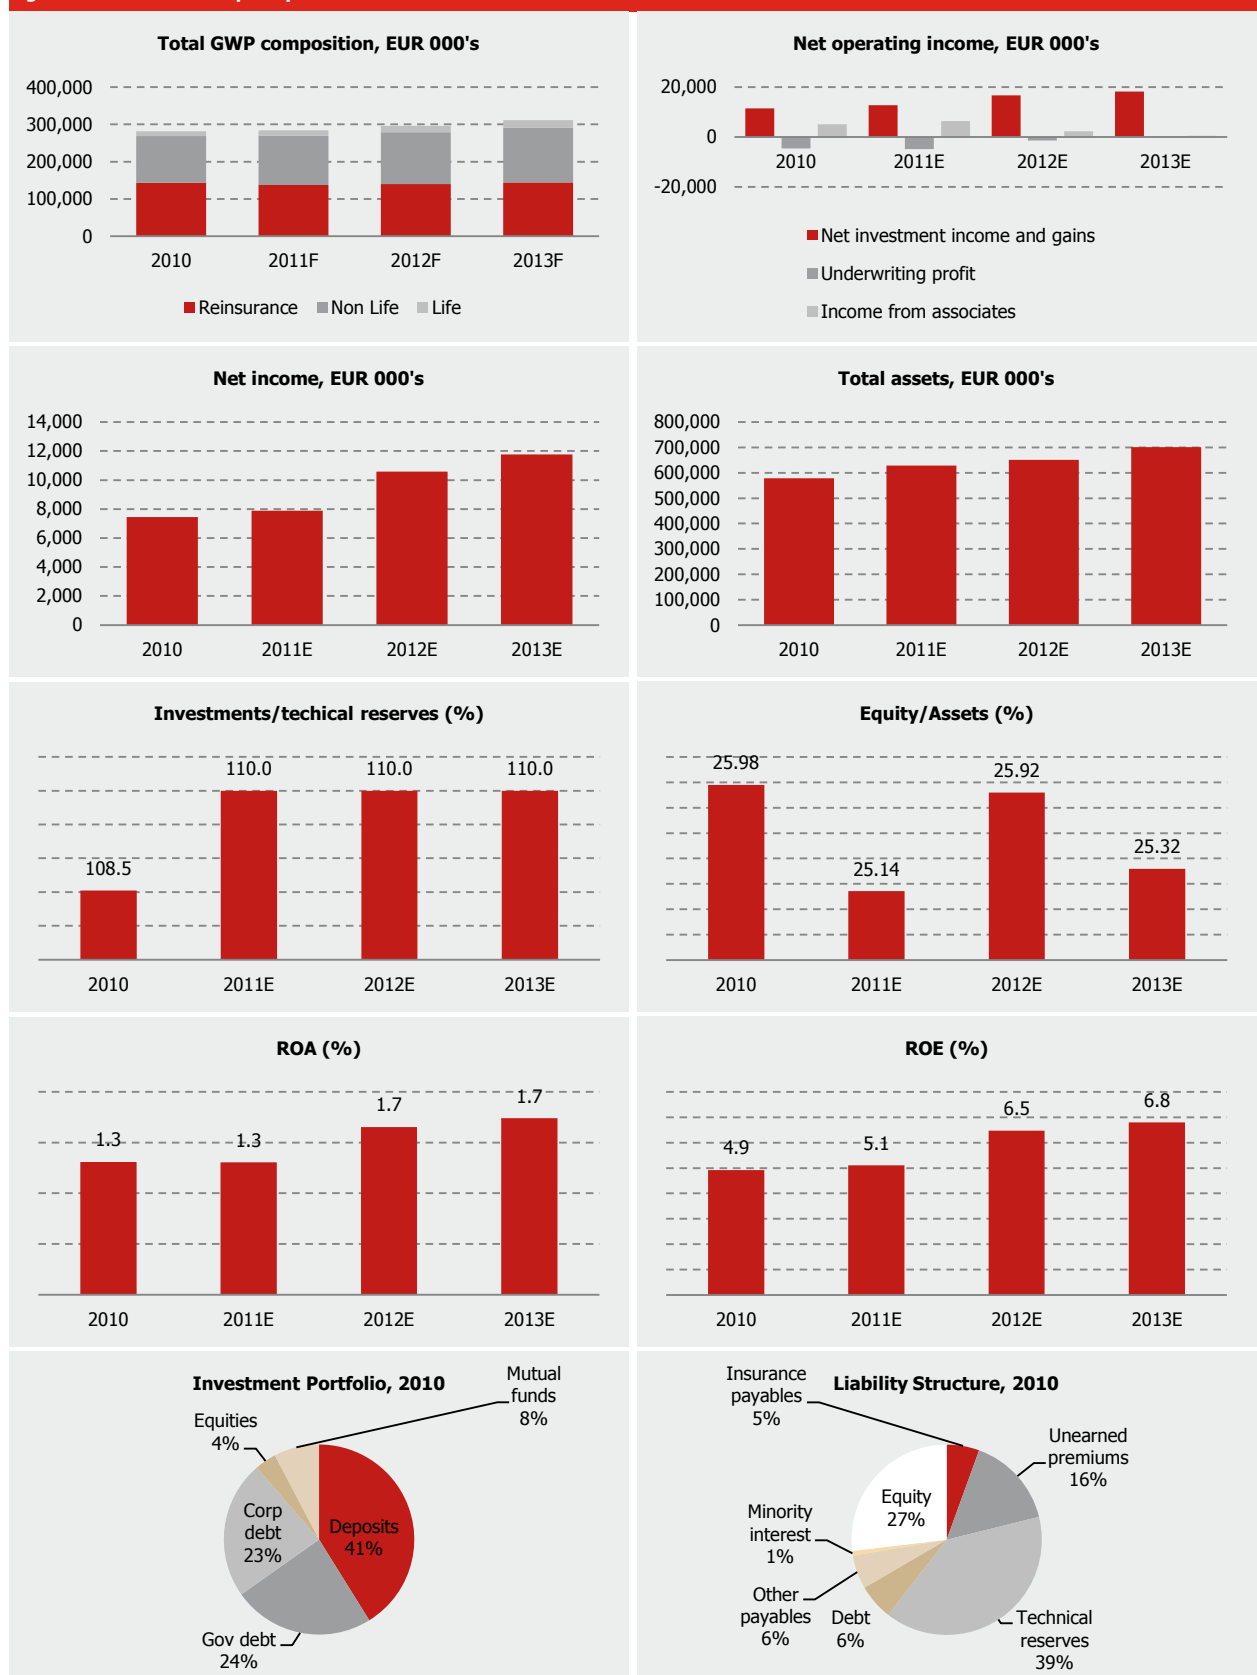 Total GWP composition, EUR 000's
400,000
300,000
200,000
100,000
0
2010 2011F 2012F 2013F
Reinsurance Non Life Life
Net operating income, EUR 000's
20,000
0
-20,000
2010 2011E 2012E 2013E
Net investment income and gains
Underwriting profit
Income from associates
Net income, EUR 000's
14,000
12,000
10,000
8,000
6,000
4,000
2,000
0
2010 2011E 2012E 2013E
Total assets, EUR 000's
800,000
700,000
600,000
500,000
400,000
300,000
200,000
100,000
0
2010 2011E 2012E 2013E
Investments/techical reserves (%)
108.5 110.0 110.0 110.0
2010 2011E 2012E 2013E
Equity/Assets (%)
25.98 25.14 25.92 25.32
2010 2011E 2012E 2013E
ROA (%)
1.3 1.3 1.7 1.7
2010 2011E 2012E 2013E
ROE (%)
4.9 5.1 6.5 6.8
2010 2011E 2012E 2013E
Investment Portfolio, 2010
Mutual
funds
8%
Equities
4%
Corp
debt
23%
Deposits
41%
Gov debt
24%
Liability Structure, 2010
Insurance
payables
5%
Unearned
premiums
16%
Equity
27%
Minority
interest
1%
Other
payables
6%
Debt
6%
Technical
reserves
39%